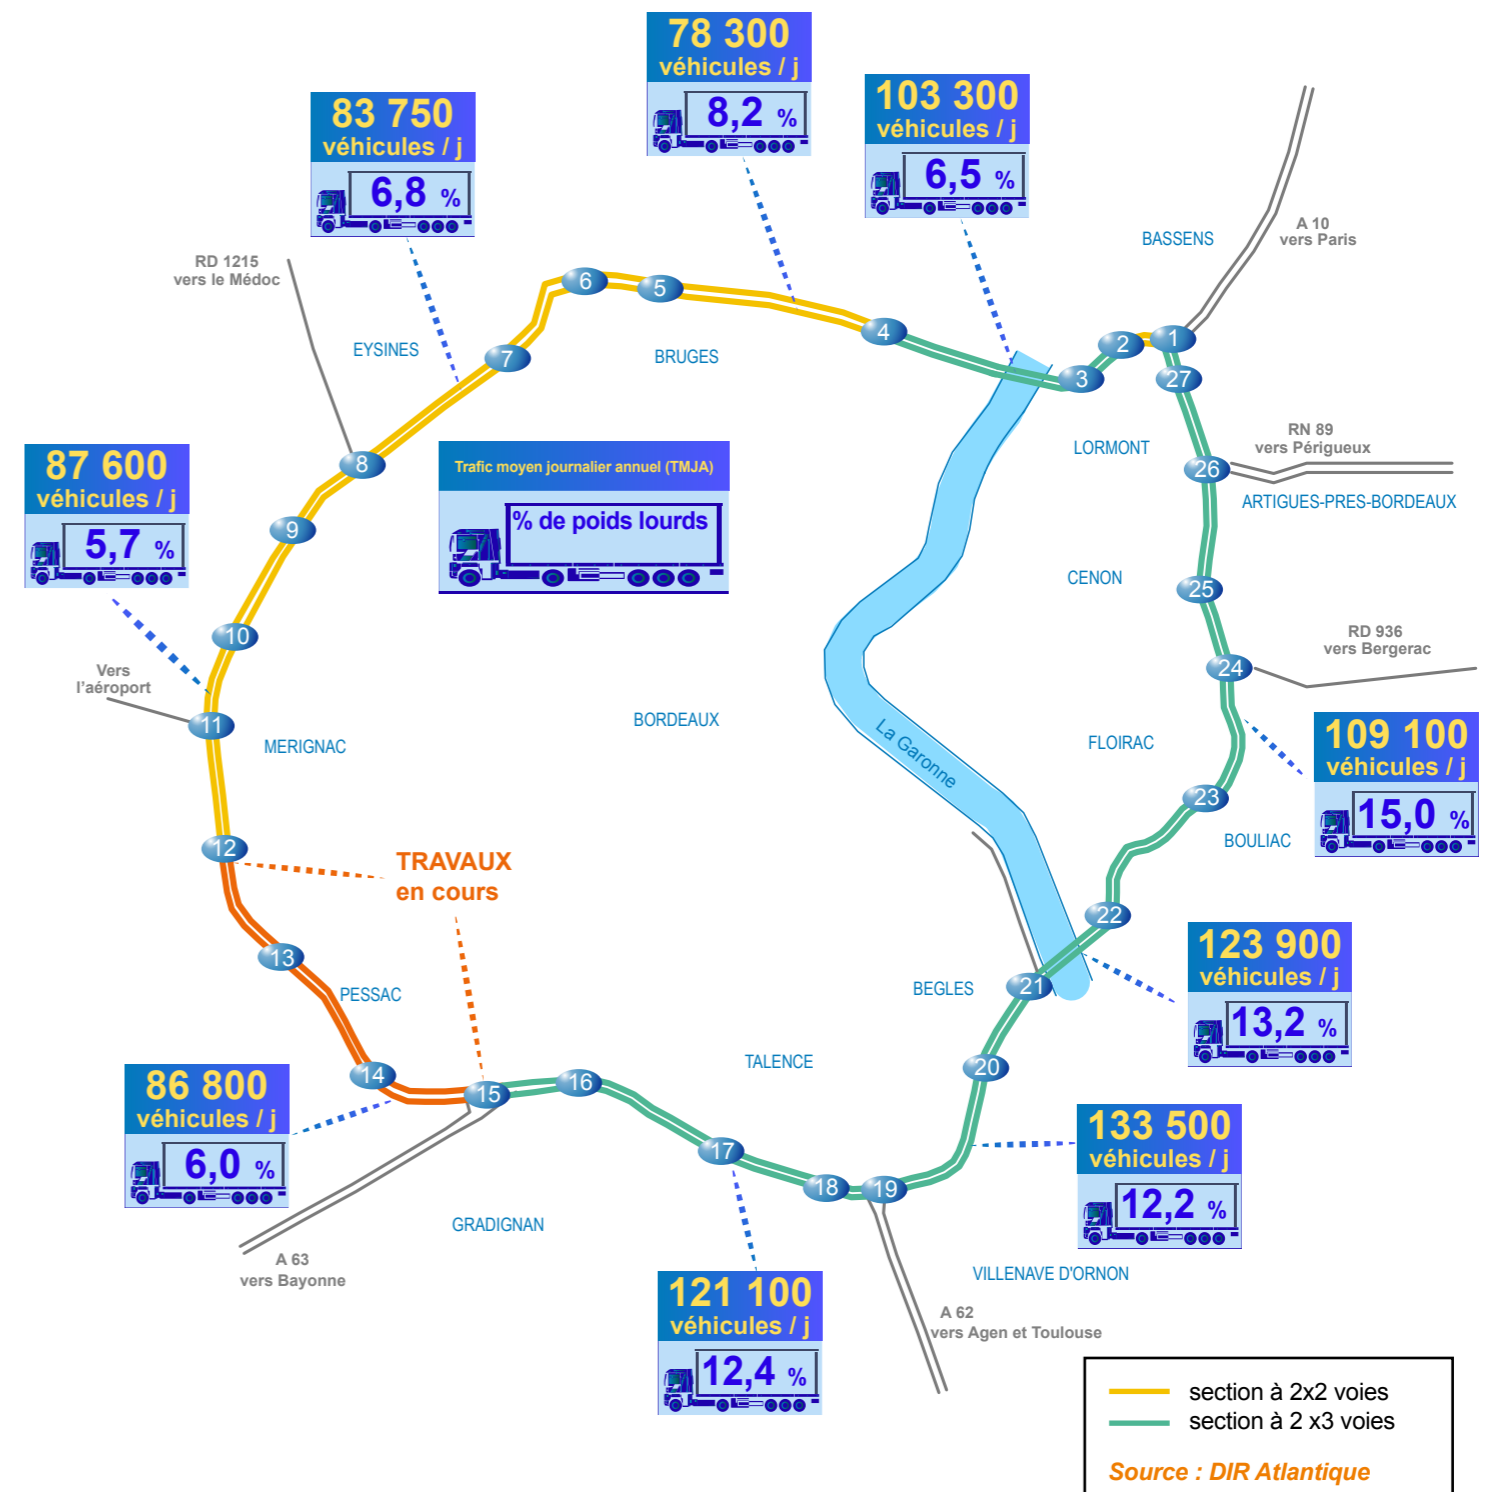 78 300
véhicules / j
8,2 %
103 300
véhicules / j
6,5 %
83 750
véhicules / j
6,8 %
A 10
vers Paris
BASSENS
RD 1215
vers le Médoc
EYSINES
BRUGES
6
5
4
7
3
2
1
27
LORMONT
RN 89
vers Périgueux
26
ARTIGUES-PRES-BORDEAUX
87 600
véhicules / j
5,7 %
8
9
10
Trafic moyen journalier annuel (TMJA)
% de poids lourds
CENON
25
RD 936
vers Bergerac
24
Vers
l'aéroport
11
MERIGNAC
BORDEAUX
La Garonne
FLOIRAC
109 100
véhicules / j
15,0 %
23
BOULIAC
12
TRAVAUX
en cours
22
13
PESSAC
BEGLES
21
123 900
véhicules / j
13,2 %
TALENCE
20
14
15
16
86 800
véhicules / j
6,0 %
17
18
19
133 500
véhicules / j
12,2 %
GRADIGNAN
A 63
vers Bayonne
VILLENAVE D'ORNON
121 100
véhicules / j
12,4 %
A 62
vers Agen et Toulouse
section à 2x2 voies
section à 2 x3 voies
Source : DIR Atlantique